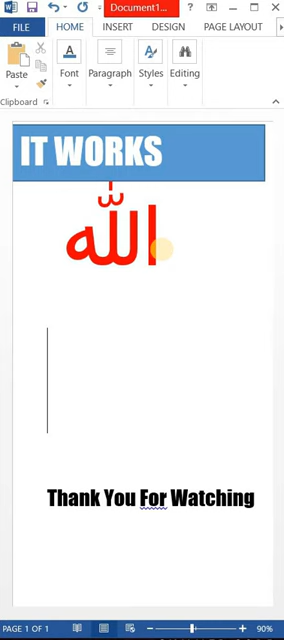 Document1...
?
FILE
HOME
INSERT
DESIGN
PAGE LAYOUT
Paste
Font
Paragraph
Styles
Editing
Clipboard
IT WORKS
الله
Thank You For Watching
PAGE 1 OF 1
90%